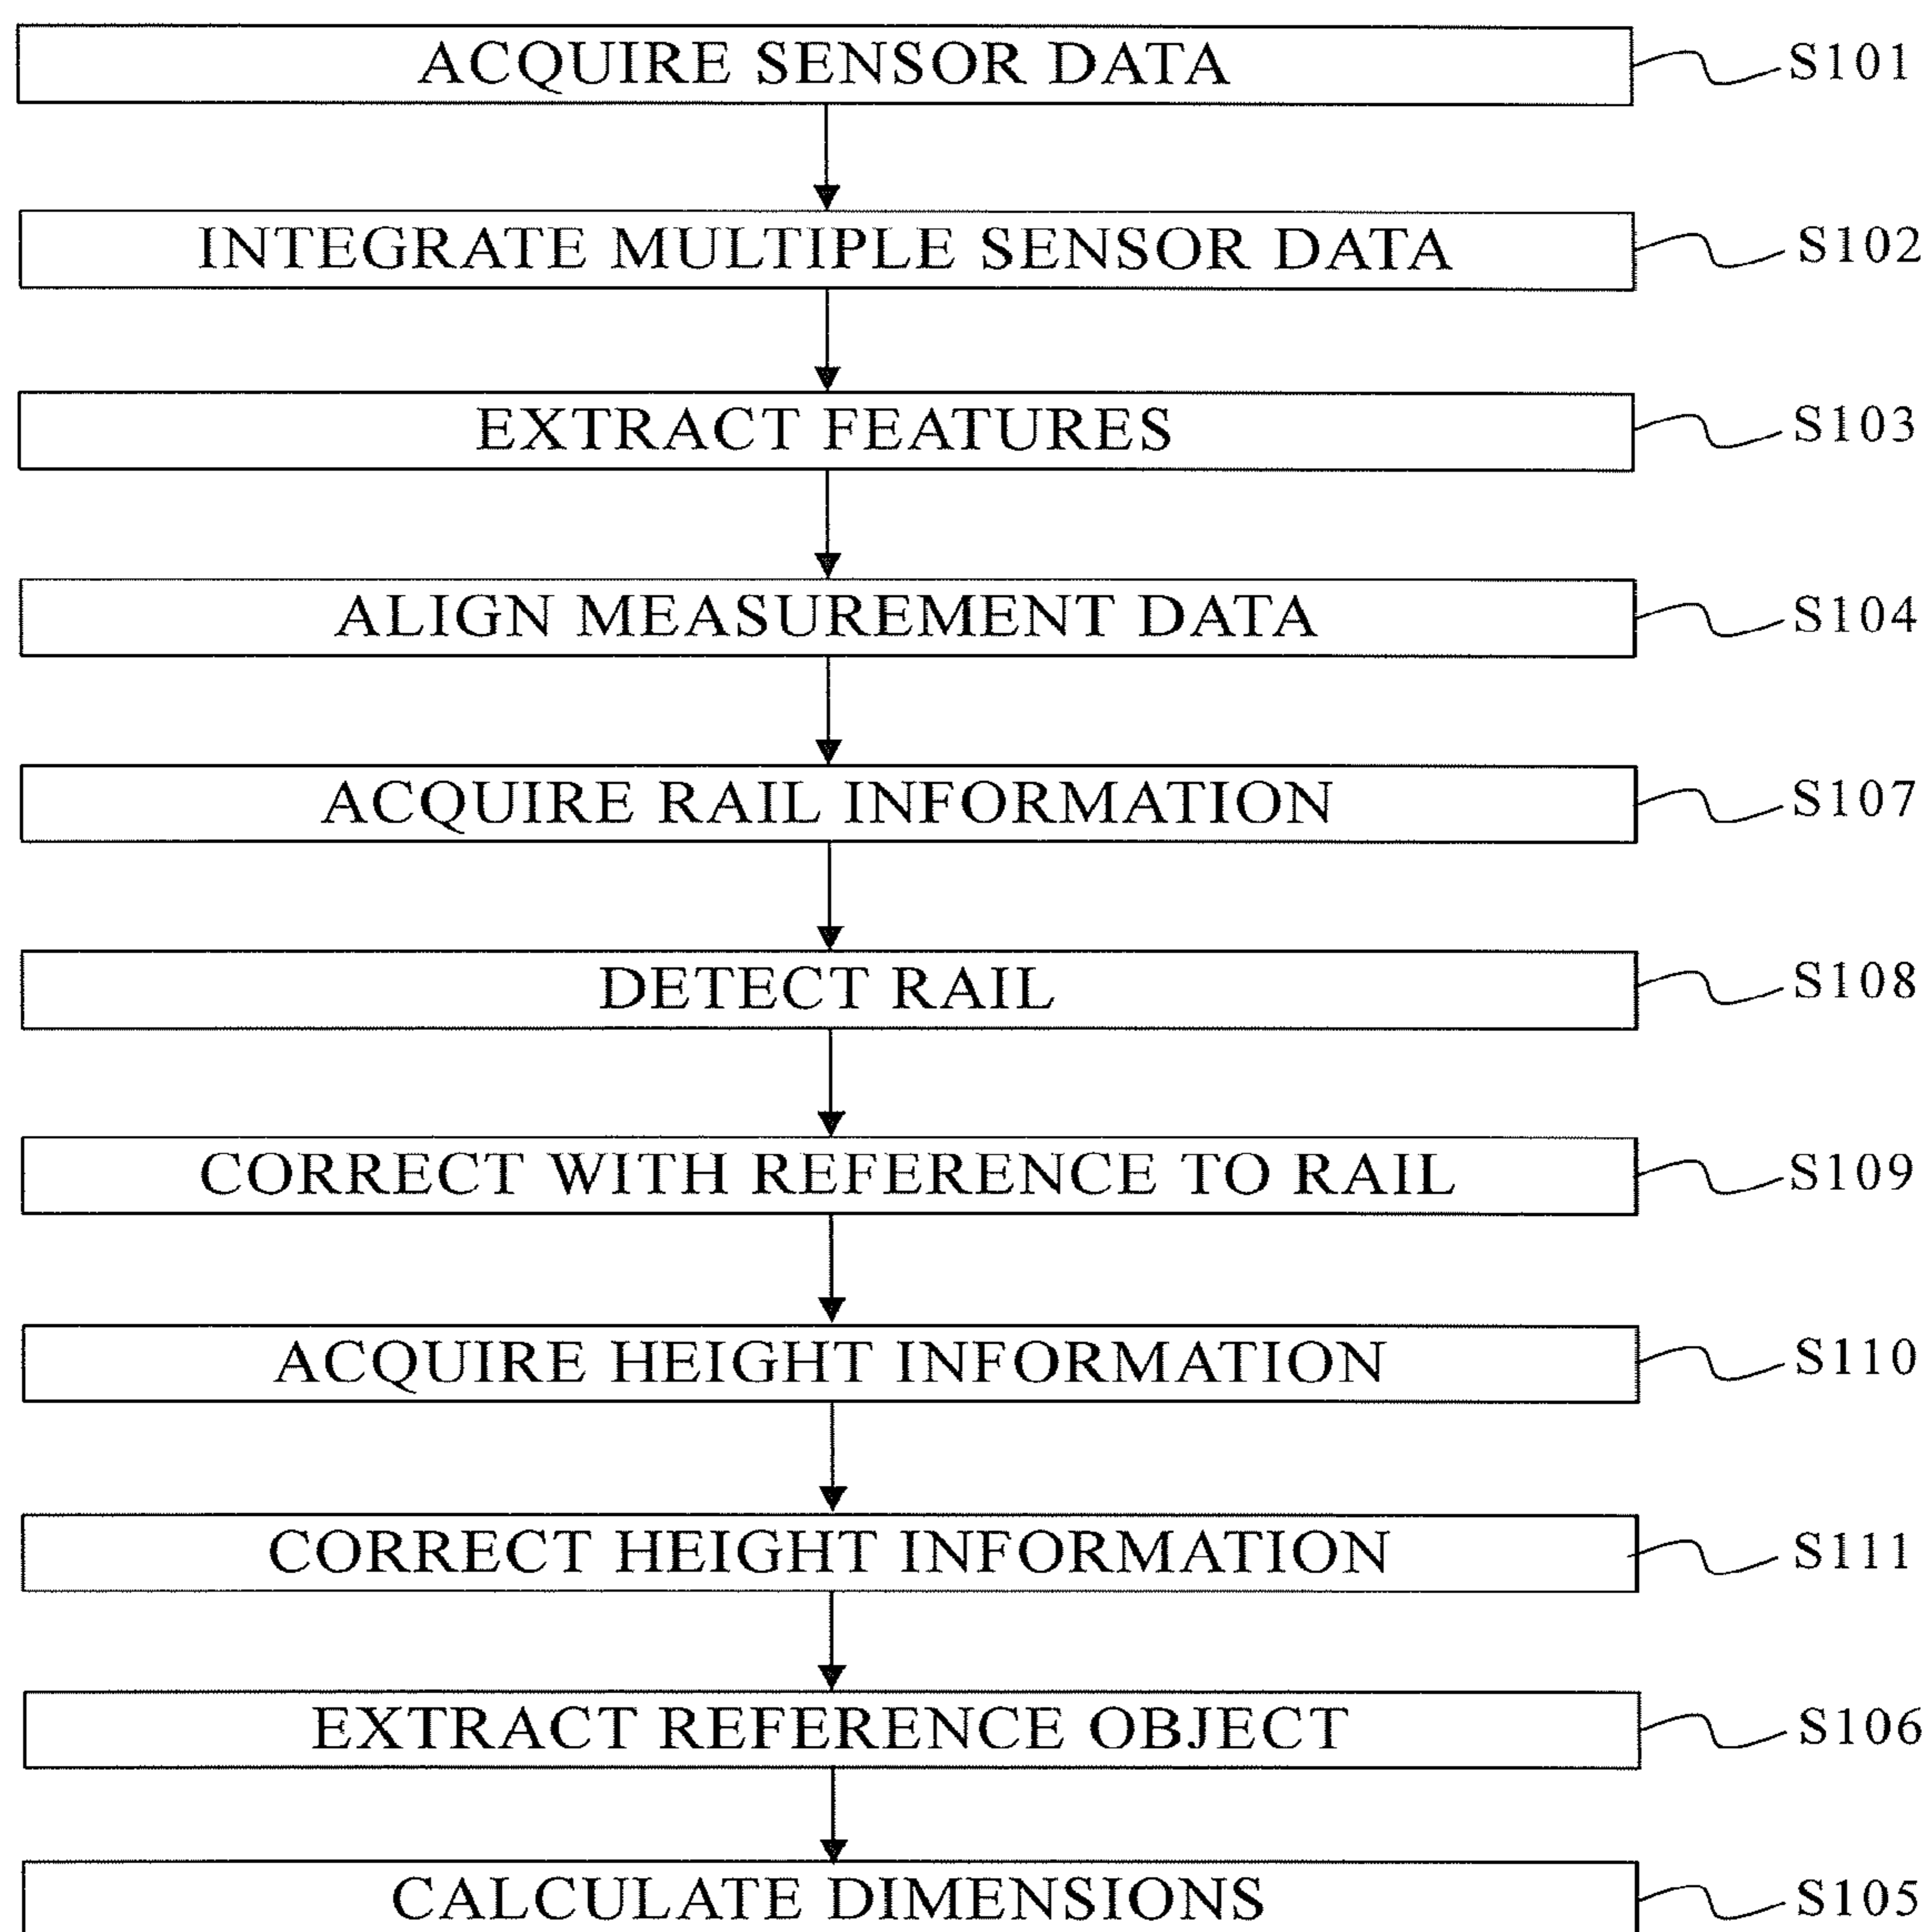 ACQUIRE SENSOR DATA S101
INTEGRATE MULTIPLE SENSOR DATA S102
EXTRACT FEATURES S103
ALIGN MEASUREMENT DATA S104
ACQUIRE RAIL INFORMATION S107
DETECT RAIL S108
CORRECT WITH REFERENCE TO RAIL S109
ACQUIRE HEIGHT INFORMATION S110
CORRECT HEIGHT INFORMATION S111
EXTRACT REFERENCE OBJECT S106
CALCULATE DIMENSIONS S105